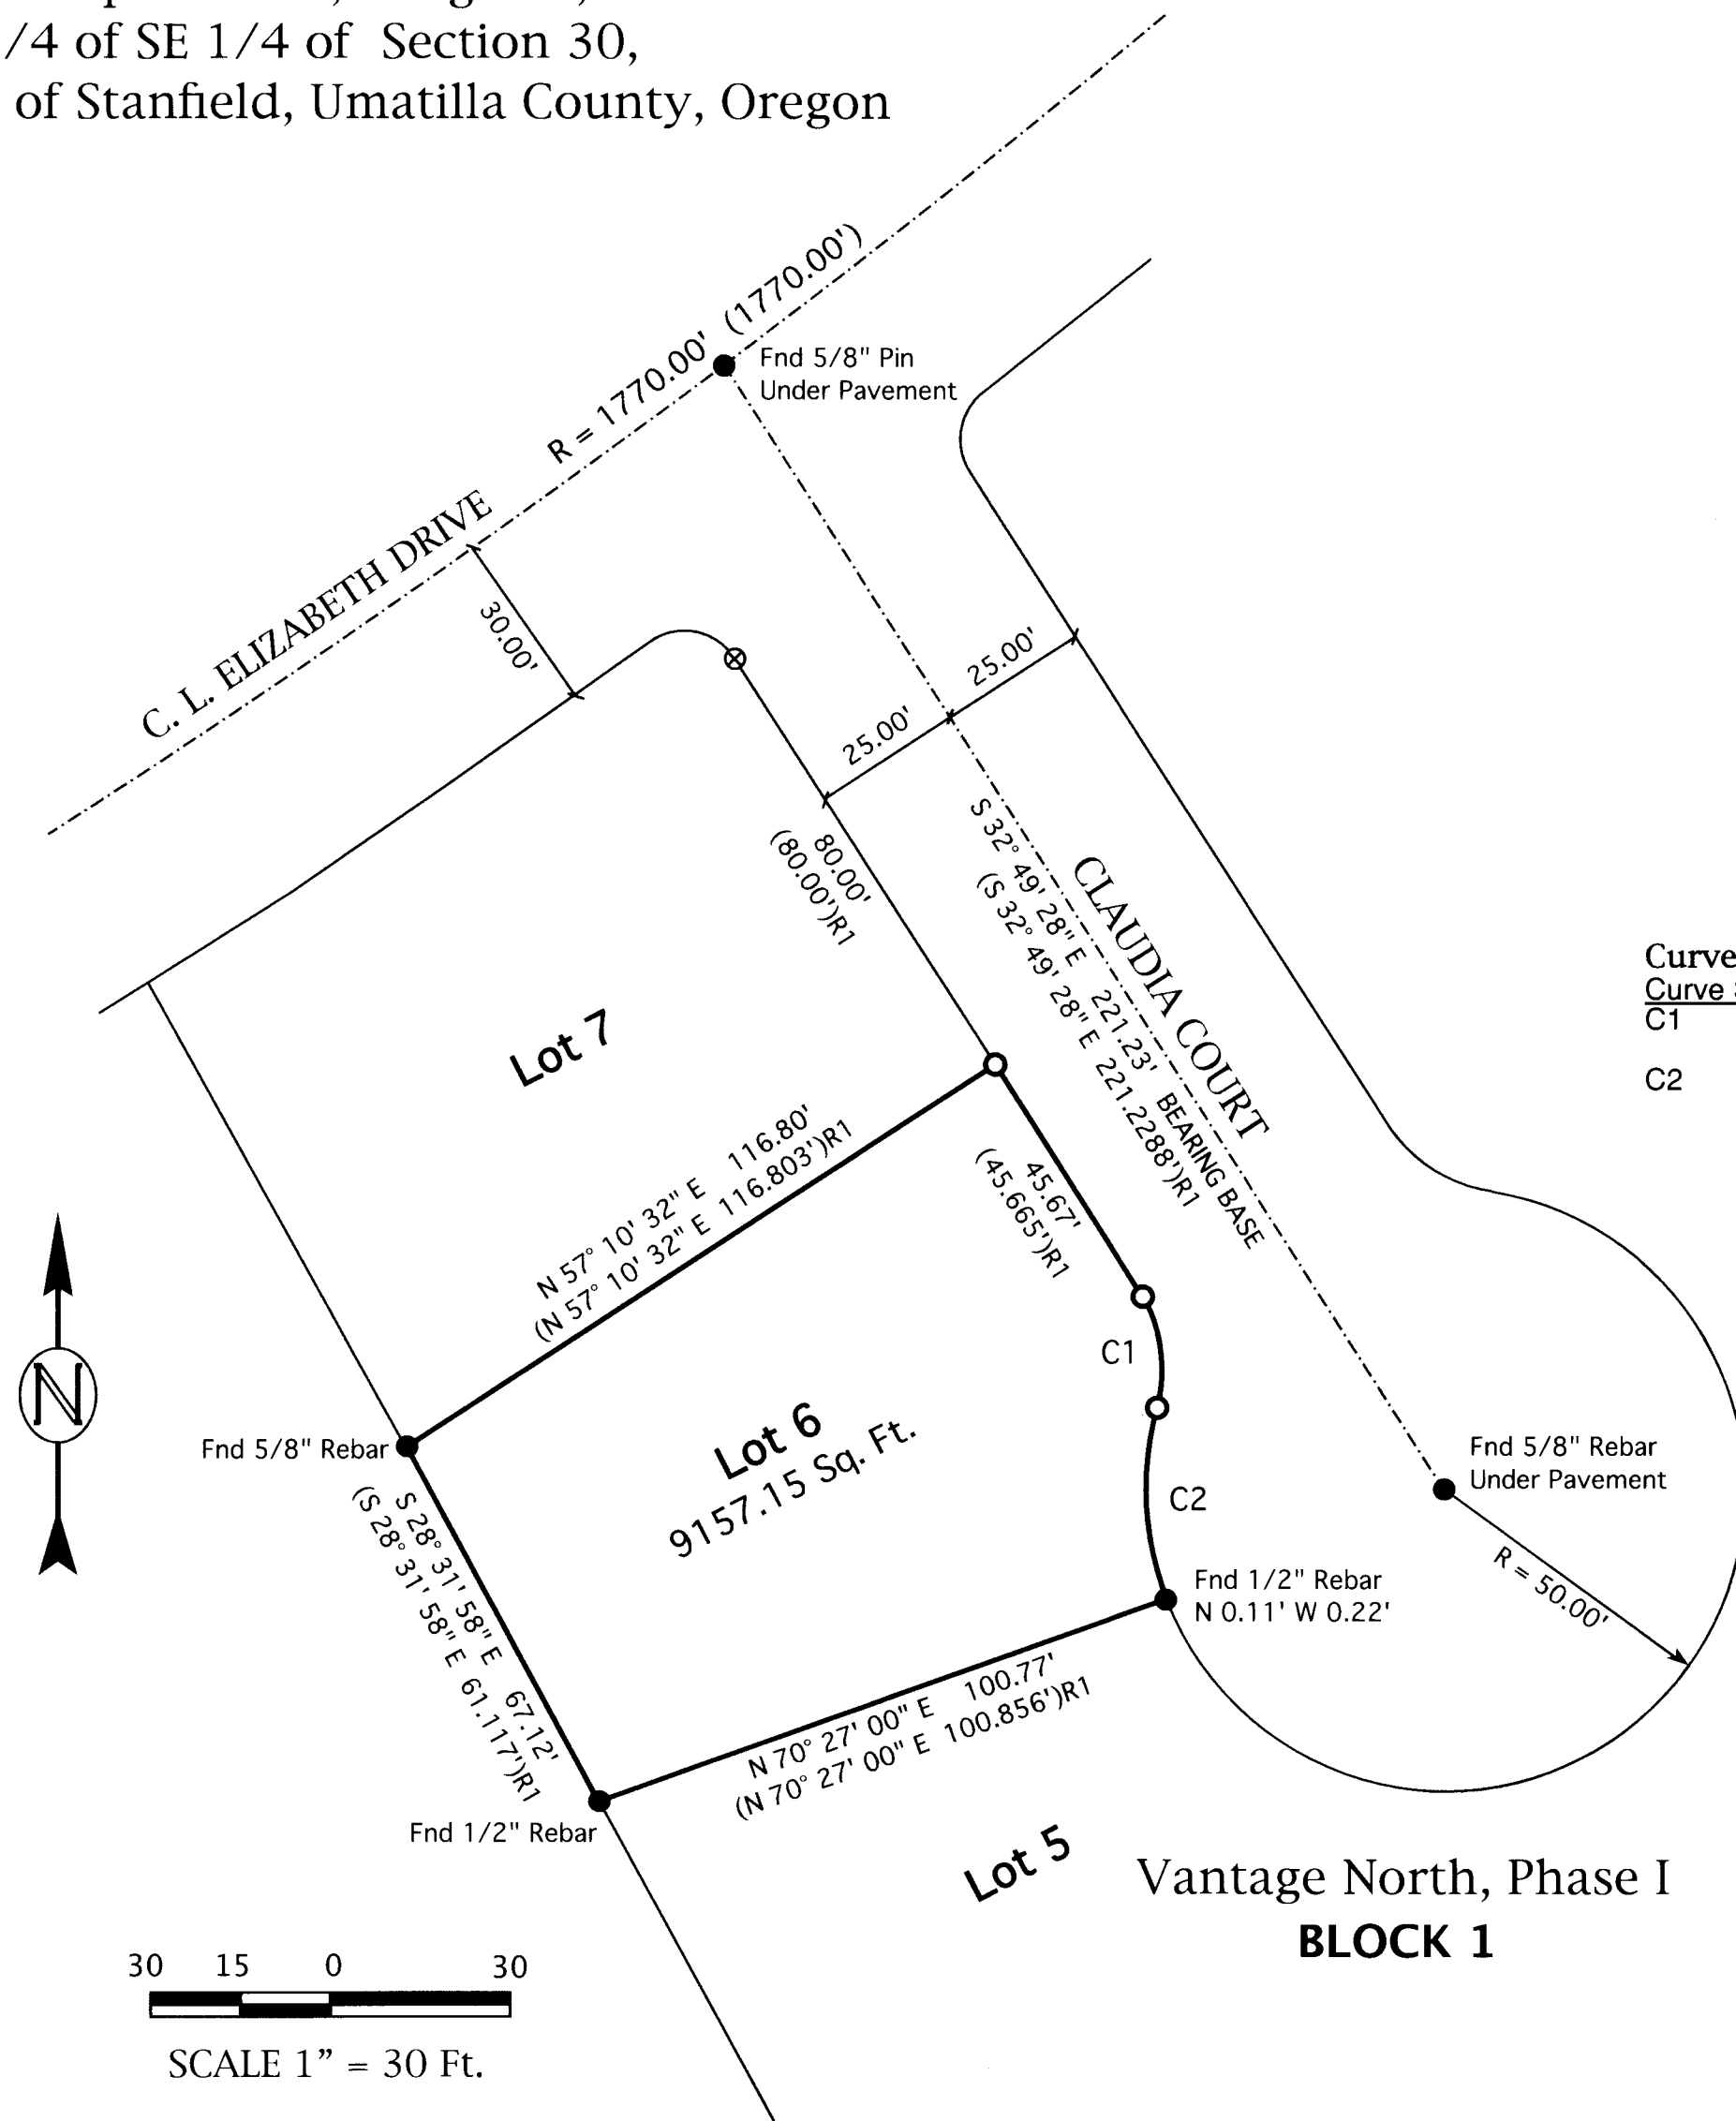 /4 of SE 1/4 of Section 30,
of Stanfield, Umatilla County, Oregon
R = 1770.00' (1770.00')
Fnd 5/8" Pin
Under Pavement
C. L. ELIZABETH DRIVE
30.00'
25.00'
25.00'
80.00'
(80.00')R1
S 32° 49' 28" E 221.23' BEARING BASE
(S 32° 49' 28" E 221.2288')R1
CLAUDIA COURT
Curve
Curve
C1
C2
Lot 7
N 57° 10' 32" E 116.80'
(N 57° 10' 32" E 116.803')R1
45.67'
(45.665')R1
C1
N
Fnd 5/8" Rebar
Lot 6
9157.15 Sq. Ft.
C2
Fnd 5/8" Rebar
Under Pavement
R = 50.00'
S 28° 31' 58" E 67.12'
(S 28° 31' 58" E 61.117')R1
Fnd 1/2" Rebar
N 0.11' W 0.22'
N 70° 27' 00" E 100.77'
(N 70° 27' 00" E 100.856')R1
Fnd 1/2" Rebar
Lot 5
Vantage North, Phase I
BLOCK 1
30 15 0 30
SCALE 1" = 30 Ft.